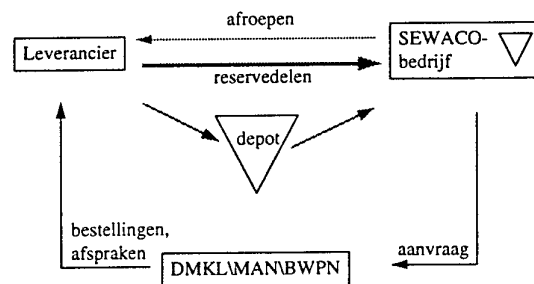 afroepen
Leverancier
SEWACO-
bedrijf
reservedelen
depot
bestellingen,
afspraken
aanvraag
DMKL\MAN\BWPN